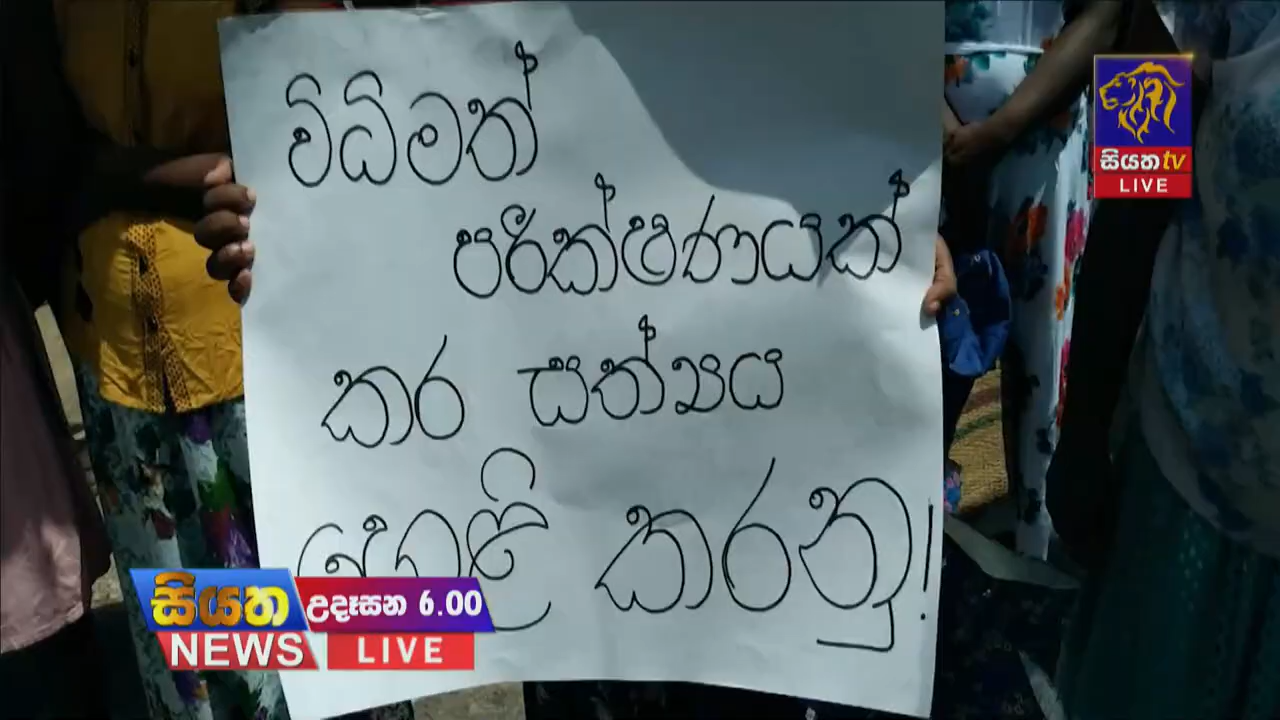 විධිමත්
පරීක්ෂණයක්
කර සත්‍යය
හෙළි කරනු!
සියත tv
LIVE
සියත
NEWS
උදෑසන 6.00
LIVE